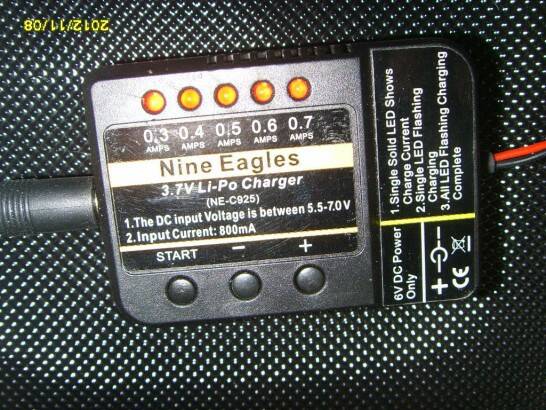 2012/11/08
0.3 0.4 0.5 0.6 0.7
AMPS AMPS AMPS AMPS AMPS
Nine Eagles
3.7V Li-Po Charger
(NE-C925)
1.The DC input Voltage is between 5.5-7.0 V
2.Input Current: 800mA
START - +
6V DC Power
Only
+ -
CE
1.Single Soild LED Shows
Charge Current
2.Single LED Flashing
Charging
3.All LED Flashing Charging
Complete